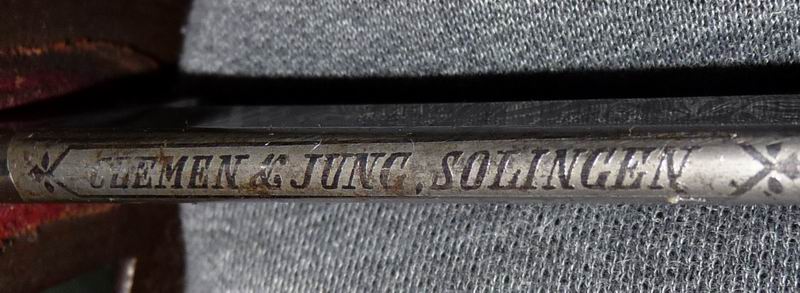 CLEMEN & JUNG, SOLINGEN